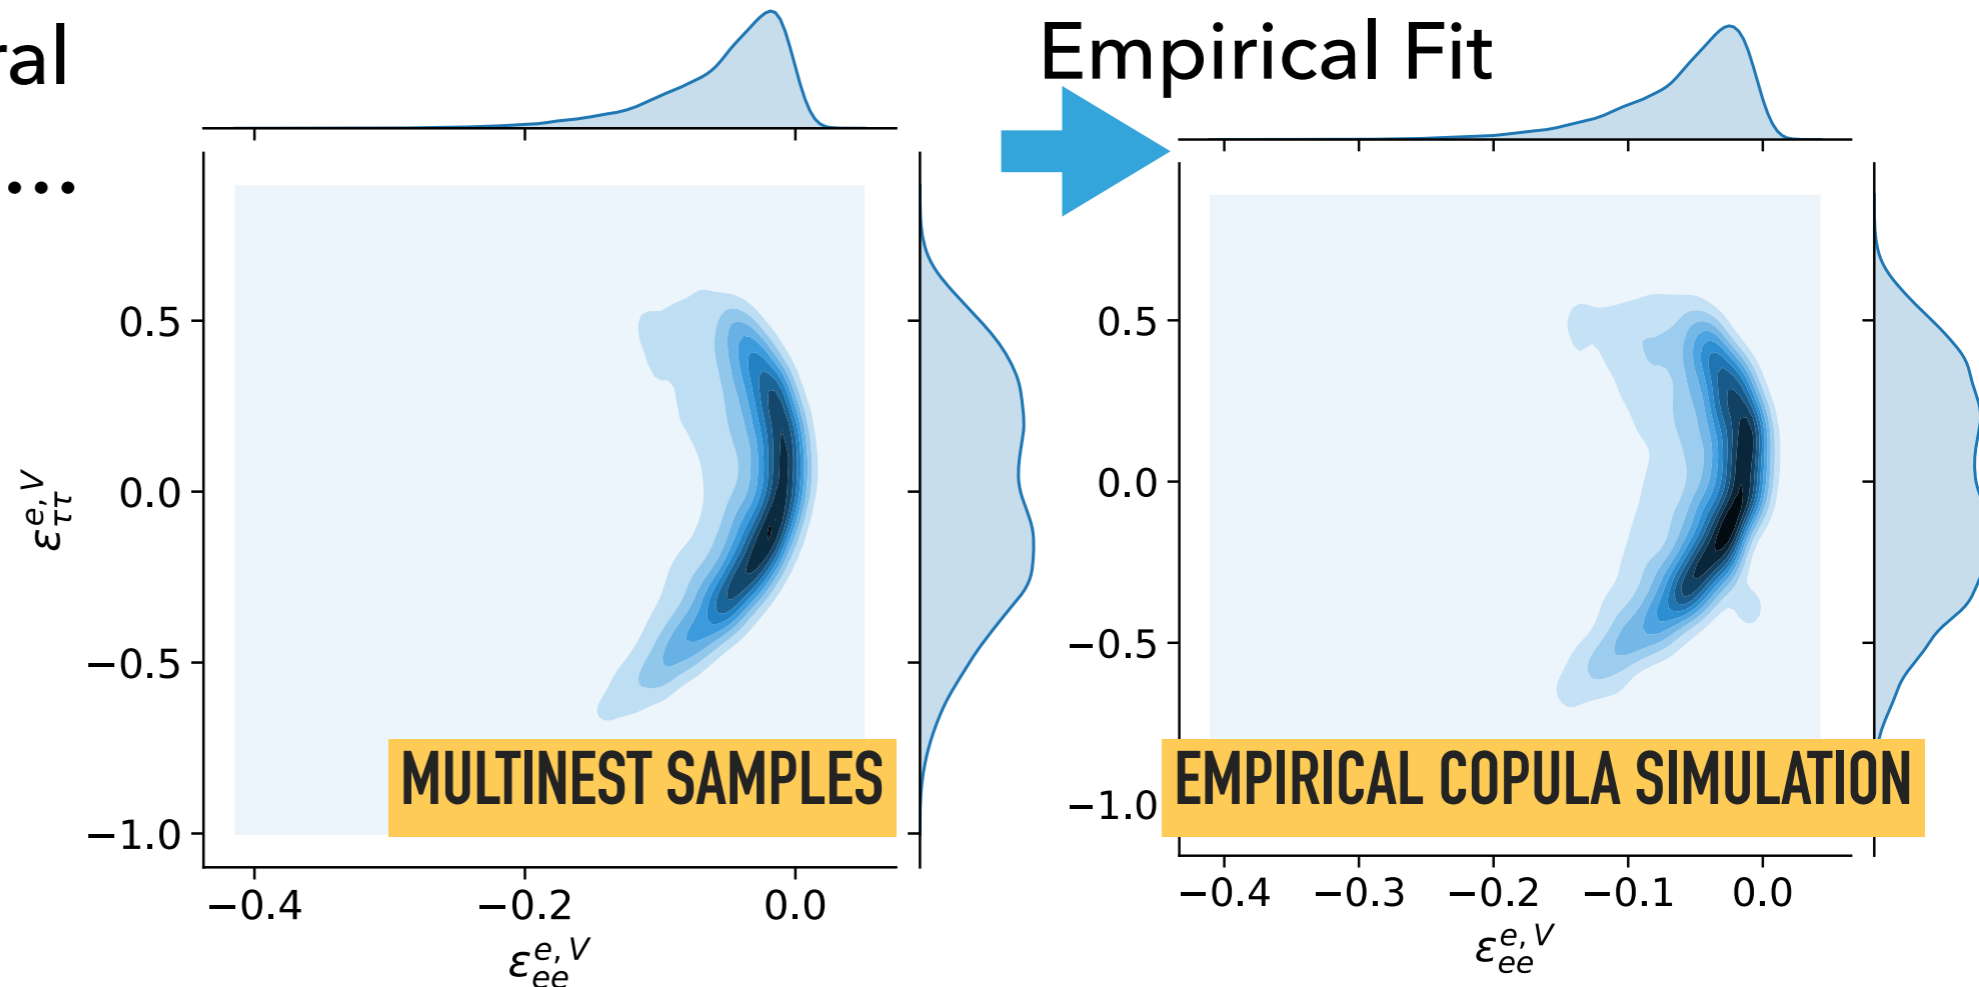 ral
...
Empirical Fit
0.5
0.0
−0.5
−1.0
ε^{e,V}_{ττ}
−0.4 −0.2 0.0
ε^{e,V}_{ee}
MULTINEST SAMPLES
0.5
0.0
−0.5
−1.0
−0.4 −0.3 −0.2 −0.1 0.0
ε^{e,V}_{ee}
EMPIRICAL COPULA SIMULATION